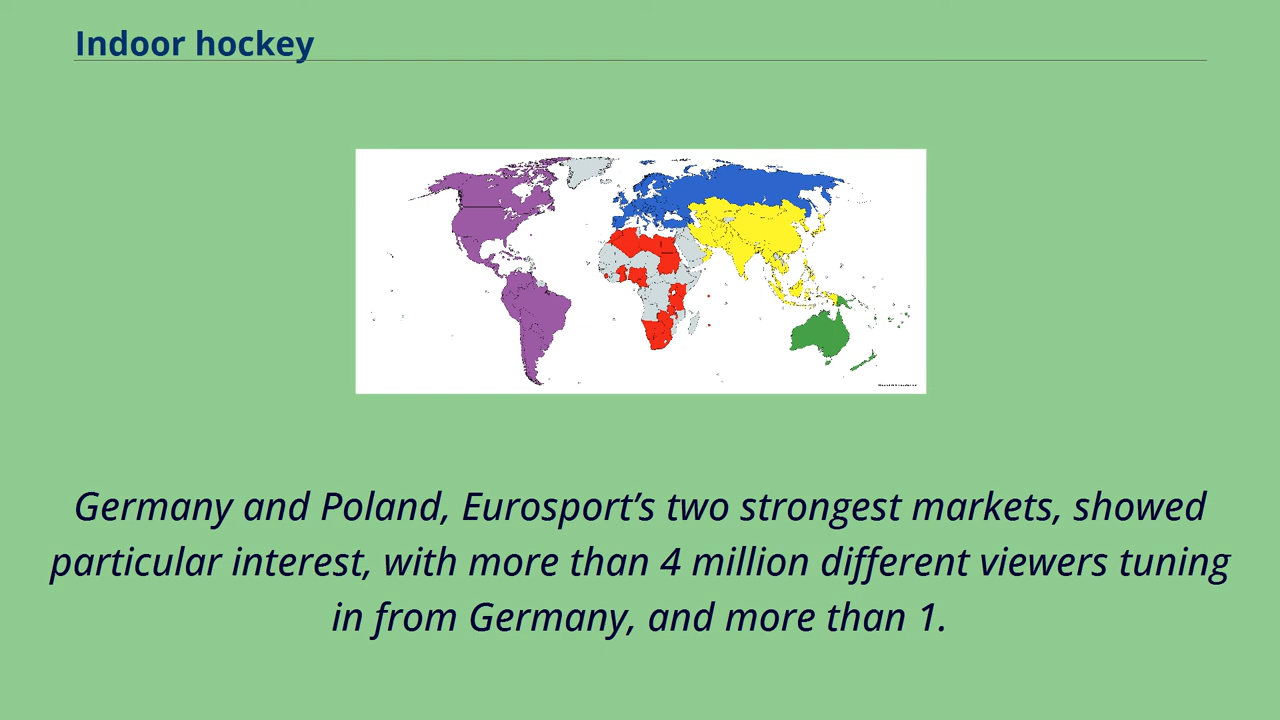 Indoor hockey
Germany and Poland, Eurosport’s two strongest markets, showed
particular interest, with more than 4 million different viewers tuning
in from Germany, and more than 1.